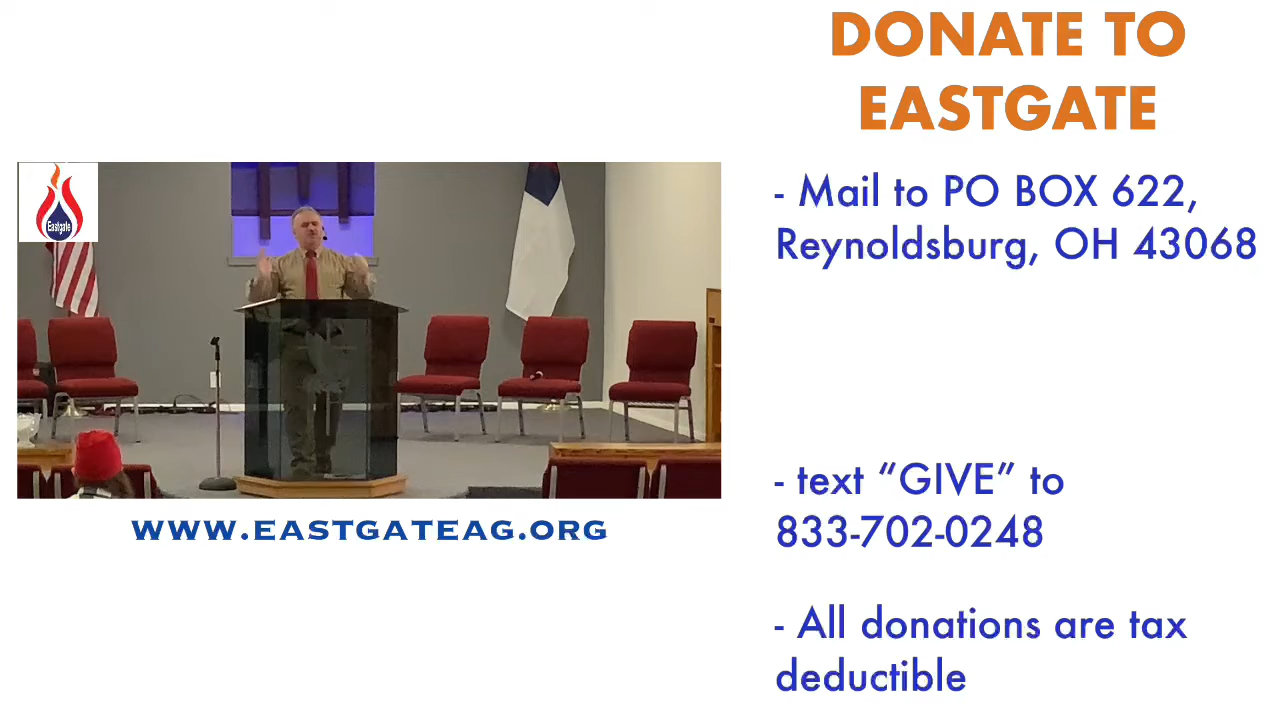 DONATE TO
EASTGATE
- Mail to PO BOX 622,
Reynoldsburg, OH 43068
Eastgate
WWW.EASTGATEAG.ORG
- text “GIVE” to
833-702-0248
- All donations are tax
deductible